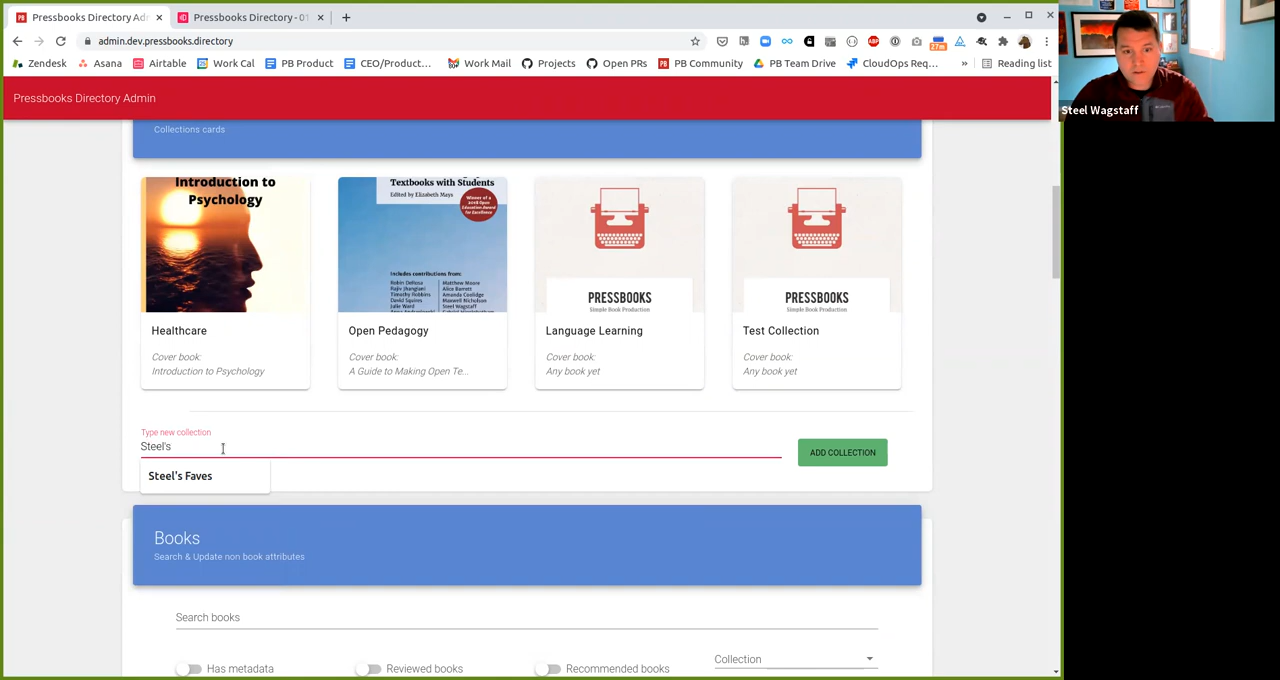 Pressbooks Directory Adm
Pressbooks Directory - 01
admin.dev.pressbooks.directory
27m
Zendesk
Asana
Airtable
Work Cal
PB Product
CEO/Product...
Work Mail
Projects
Open PRs
PB Community
PB Team Drive
CloudOps Req...
»
Reading list
Steel Wagstaff
Pressbooks Directory Admin
Collections cards
Introduction to
Psychology
Textbooks with Students
Edited by Elizabeth Mays
Includes contributions from:
PRESSBOOKS
Simple Book Production
PRESSBOOKS
Simple Book Production
Healthcare
Cover book:
Introduction to Psychology
Open Pedagogy
Cover book:
A Guide to Making Open Te...
Language Learning
Cover book:
Any book yet
Test Collection
Cover book:
Any book yet
Type new collection
Steel's
ADD COLLECTION
Steel's Faves
Books
Search & Update non book attributes
Search books
Has metadata
Reviewed books
Recommended books
Collection